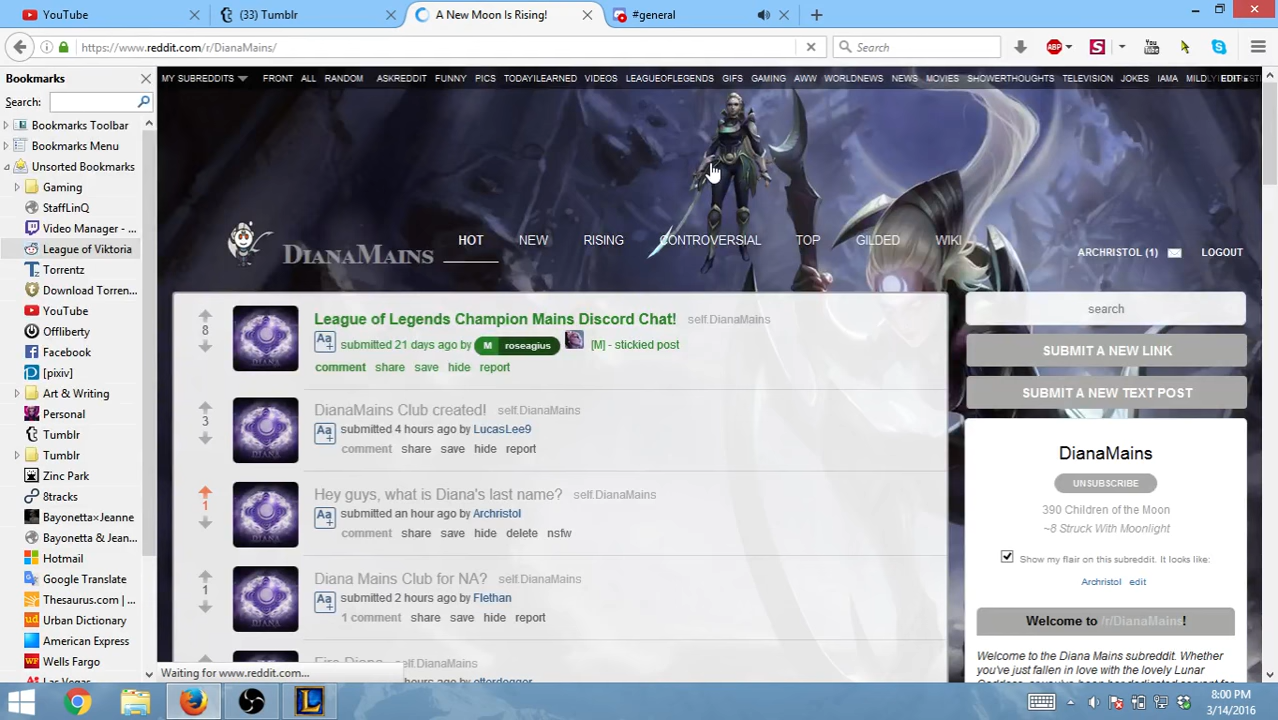 YouTube
(33) Tumblr
A New Moon Is Rising!
#general
https://www.reddit.com/r/DianaMains/
Search
ABP
Bookmarks
MY SUBREDDITS FRONT ALL RANDOM ASKREDDIT FUNNY PICS TODAYILEARNED VIDEOS LEAGUEOFLEGENDS GIFS GAMING AWW WORLDNEWS NEWS MOVIES SHOWERTHOUGHTS TELEVISION JOKES IAMA EDIT
Search:
Bookmarks Toolbar
Bookmarks Menu
Unsorted Bookmarks
Gaming
StaffLinQ
Video Manager - ...
League of Viktoria
Torrentz
Download Torren...
YouTube
Offliberty
Facebook
[pixiv]
Art & Writing
Personal
Tumblr
Tumblr
Zinc Park
8tracks
Bayonetta×Jeanne
Bayonetta & Jean...
Hotmail
Google Translate
Thesaurus.com | ...
Urban Dictionary
American Express
Wells Fargo
DIANAMAINS
HOT NEW RISING CONTROVERSIAL TOP GILDED WIKI
ARCHRISTOL (1) LOGOUT
8
League of Legends Champion Mains Discord Chat! self.DianaMains
Aa+ submitted 21 days ago by M roseagius [M] - stickied post
comment share save hide report
3
DianaMains Club created! self.DianaMains
Aa+ submitted 4 hours ago by LucasLee9
comment share save hide report
1
Hey guys, what is Diana's last name? self.DianaMains
Aa+ submitted an hour ago by Archristol
comment share save hide delete nsfw
1
Diana Mains Club for NA? self.DianaMains
Aa+ submitted 2 hours ago by Flethan
1 comment share save hide report
self.DianaMains
search
SUBMIT A NEW LINK
SUBMIT A NEW TEXT POST
DianaMains
UNSUBSCRIBE
390 Children of the Moon
~8 Struck With Moonlight
Show my flair on this subreddit. It looks like:
Archristol edit
Welcome to /r/DianaMains!
Welcome to the Diana Mains subreddit. Whether
you've just fallen in love with the lovely Lunar
Waiting for www.reddit.com...
8:00 PM
3/14/2016